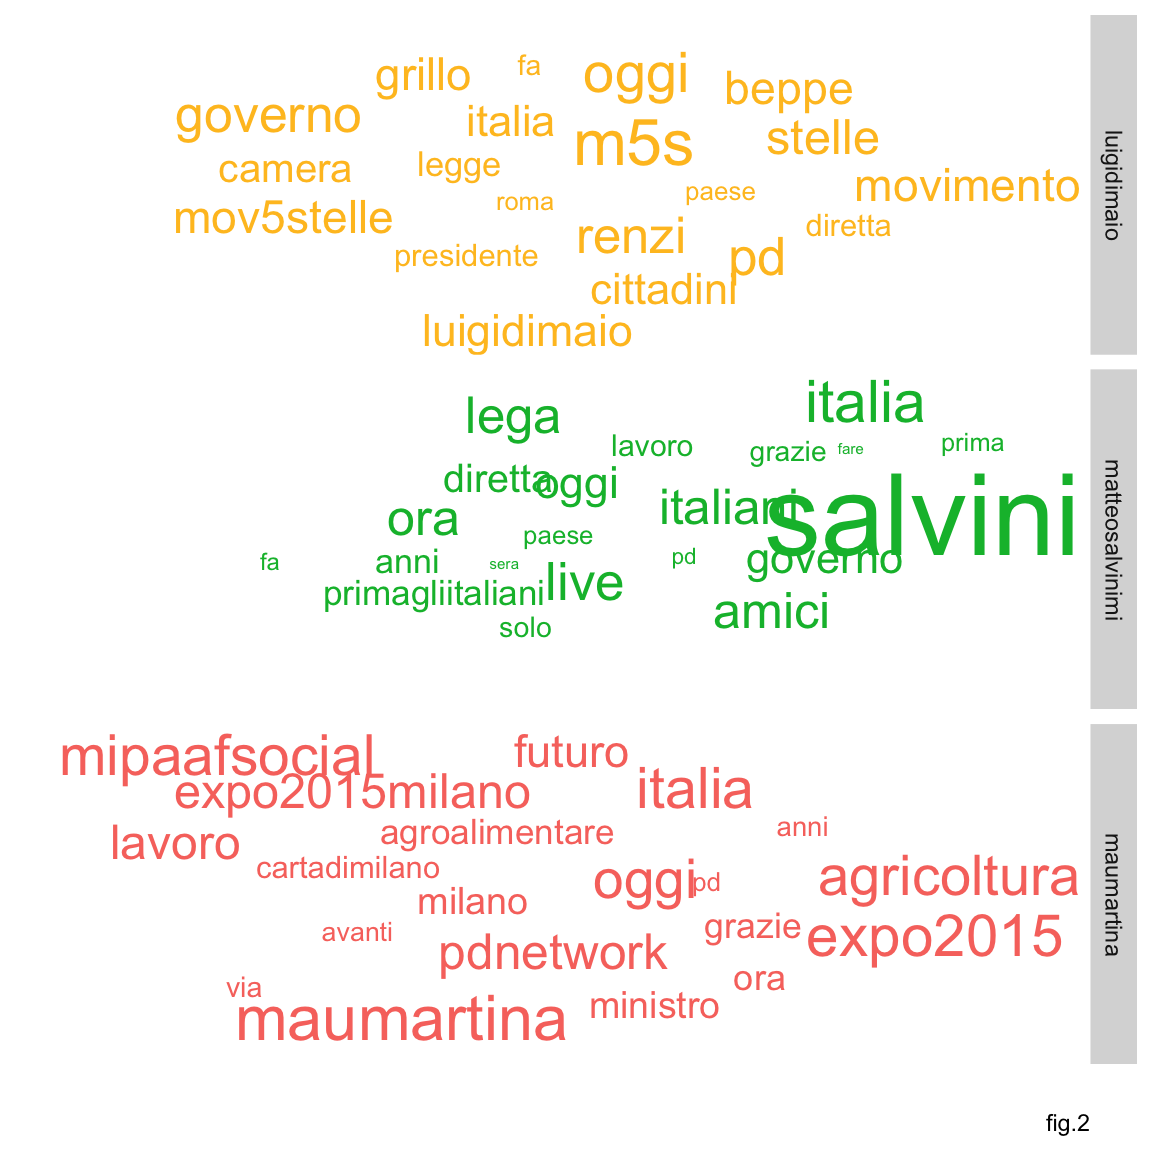 fa
oggi
grillo
beppe
governo
italia
stelle
m5s
camera
legge
movimento
paese
roma
mov5stelle
diretta
renzi
presidente
pd
cittadini
luigidimaio
luigidimaio
italia
lega
lavoro
grazie
fare
prima
diretta
oggi
italiani
salvini
ora
paese
fa
anni
sera
pd
governo
primagliitaliani
live
amici
solo
matteosalvinimi
mipaafsocial
futuro
expo2015milano
italia
lavoro
agroalimentare
anni
cartadimilano
oggi
pd
agricoltura
milano
avanti
grazie
expo2015
pdnetwork
ora
via
maumartina
ministro
maumartina
fig.2